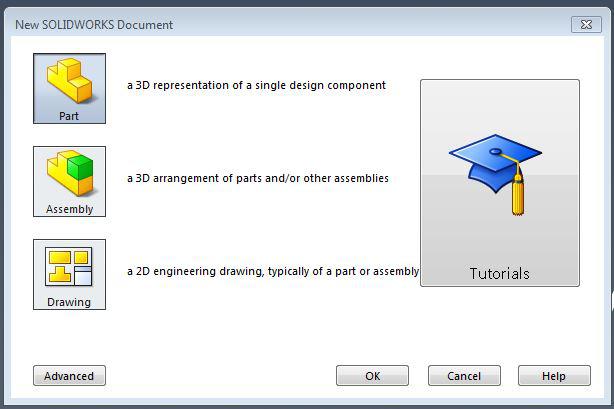 New SOLIDWORKS Document
Part
a 3D representation of a single design component
Assembly
a 3D arrangement of parts and/or other assemblies
Drawing
a 2D engineering drawing, typically of a part or assembly
Tutorials
Advanced
OK
Cancel
Help